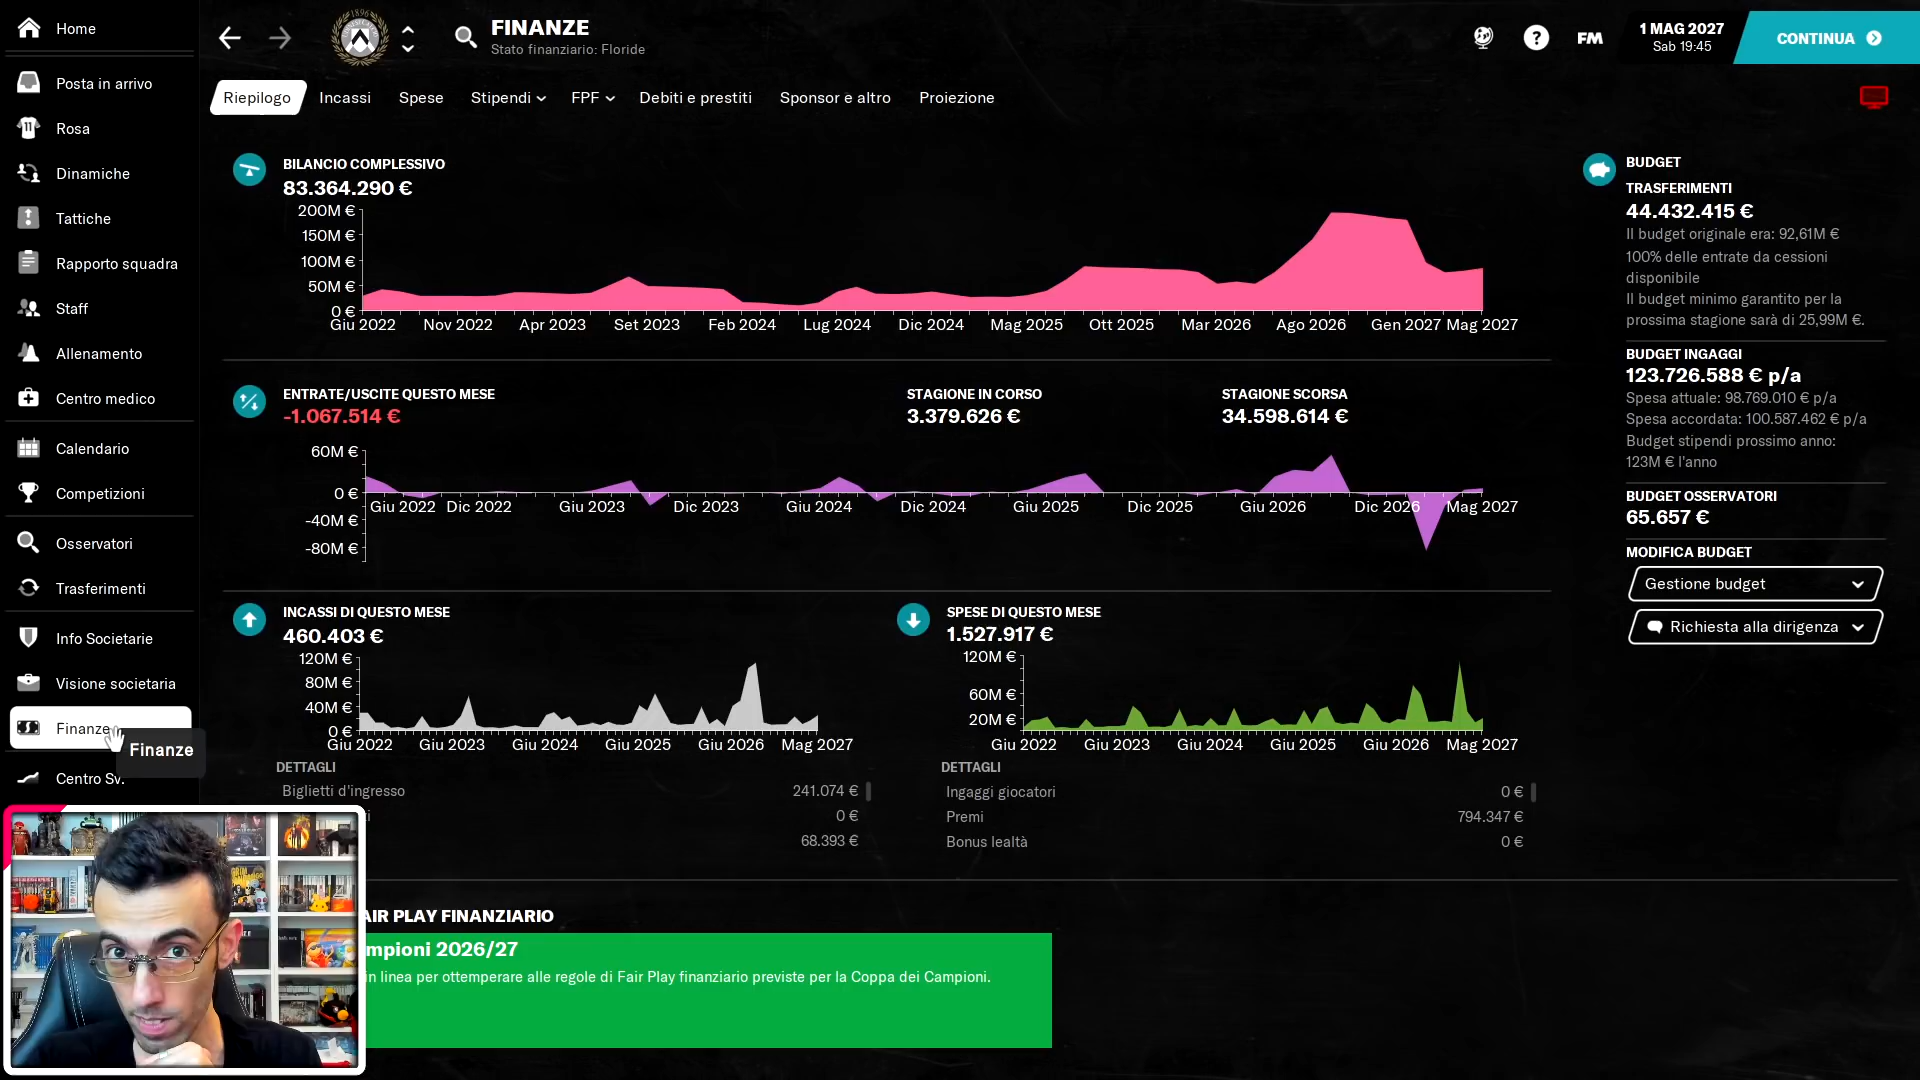 Home
Posta in arrivo
Rosa
Dinamiche
Tattiche
Rapporto squadra
Staff
Allenamento
Centro medico
Calendario
Competizioni
Osservatori
Trasferimenti
Info Societarie
Visione societaria
Finanze
Finanze
Centro Sv.
1896
FINANZE
Stato finanziario: Floride
FM
1 MAG 2027
Sab 19:45
CONTINUA
Riepilogo Incassi Spese Stipendi FPF Debiti e prestiti Sponsor e altro Proiezione
BILANCIO COMPLESSIVO
83.364.290 €
200M €
150M €
100M €
50M €
0 €
Giu 2022 Nov 2022 Apr 2023 Set 2023 Feb 2024 Lug 2024 Dic 2024 Mag 2025 Ott 2025 Mar 2026 Ago 2026 Gen 2027 Mag 2027
ENTRATE/USCITE QUESTO MESE
-1.067.514 €
STAGIONE IN CORSO
3.379.626 €
STAGIONE SCORSA
34.598.614 €
60M €
0 €
-40M €
-80M €
Giu 2022 Dic 2022 Giu 2023 Dic 2023 Giu 2024 Dic 2024 Giu 2025 Dic 2025 Giu 2026 Dic 2026 Mag 2027
INCASSI DI QUESTO MESE
460.403 €
120M €
80M €
40M €
0 €
Giu 2022 Giu 2023 Giu 2024 Giu 2025 Giu 2026 Mag 2027
DETTAGLI
Biglietti d'ingresso 241.074 €
0 €
68.393 €
SPESE DI QUESTO MESE
1.527.917 €
120M €
60M €
20M €
Giu 2022 Giu 2023 Giu 2024 Giu 2025 Giu 2026 Mag 2027
DETTAGLI
Ingaggi giocatori 0 €
Premi 794.347 €
Bonus lealtà 0 €
AIR PLAY FINANZIARIO
mpioni 2026/27
in linea per ottemperare alle regole di Fair Play finanziario previste per la Coppa dei Campioni.
BUDGET
TRASFERIMENTI
44.432.415 €
Il budget originale era: 92,61M €
100% delle entrate da cessioni
disponibile
Il budget minimo garantito per la
prossima stagione sarà di 25,99M €.
BUDGET INGAGGI
123.726.588 € p/a
Spesa attuale: 98.769.010 € p/a
Spesa accordata: 100.587.462 € p/a
Budget stipendi prossimo anno:
123M € l'anno
BUDGET OSSERVATORI
65.657 €
MODIFICA BUDGET
Gestione budget
Richiesta alla dirigenza